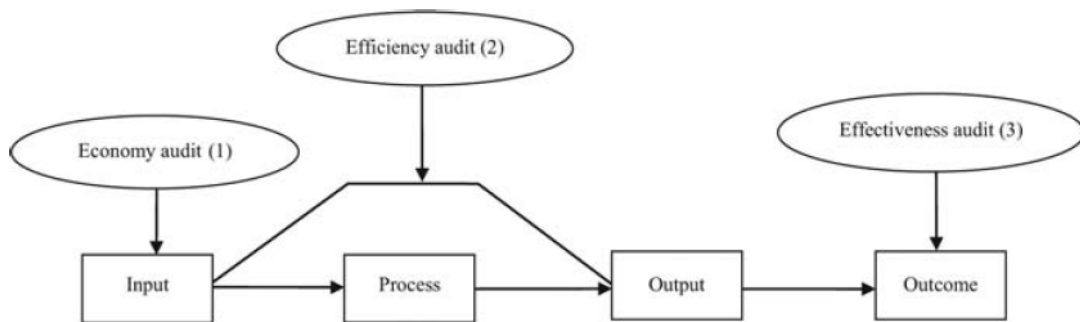 Efficiency audit (2)
Effectiveness audit (3)
Economy audit (1)
Input
Process
Output
Outcome